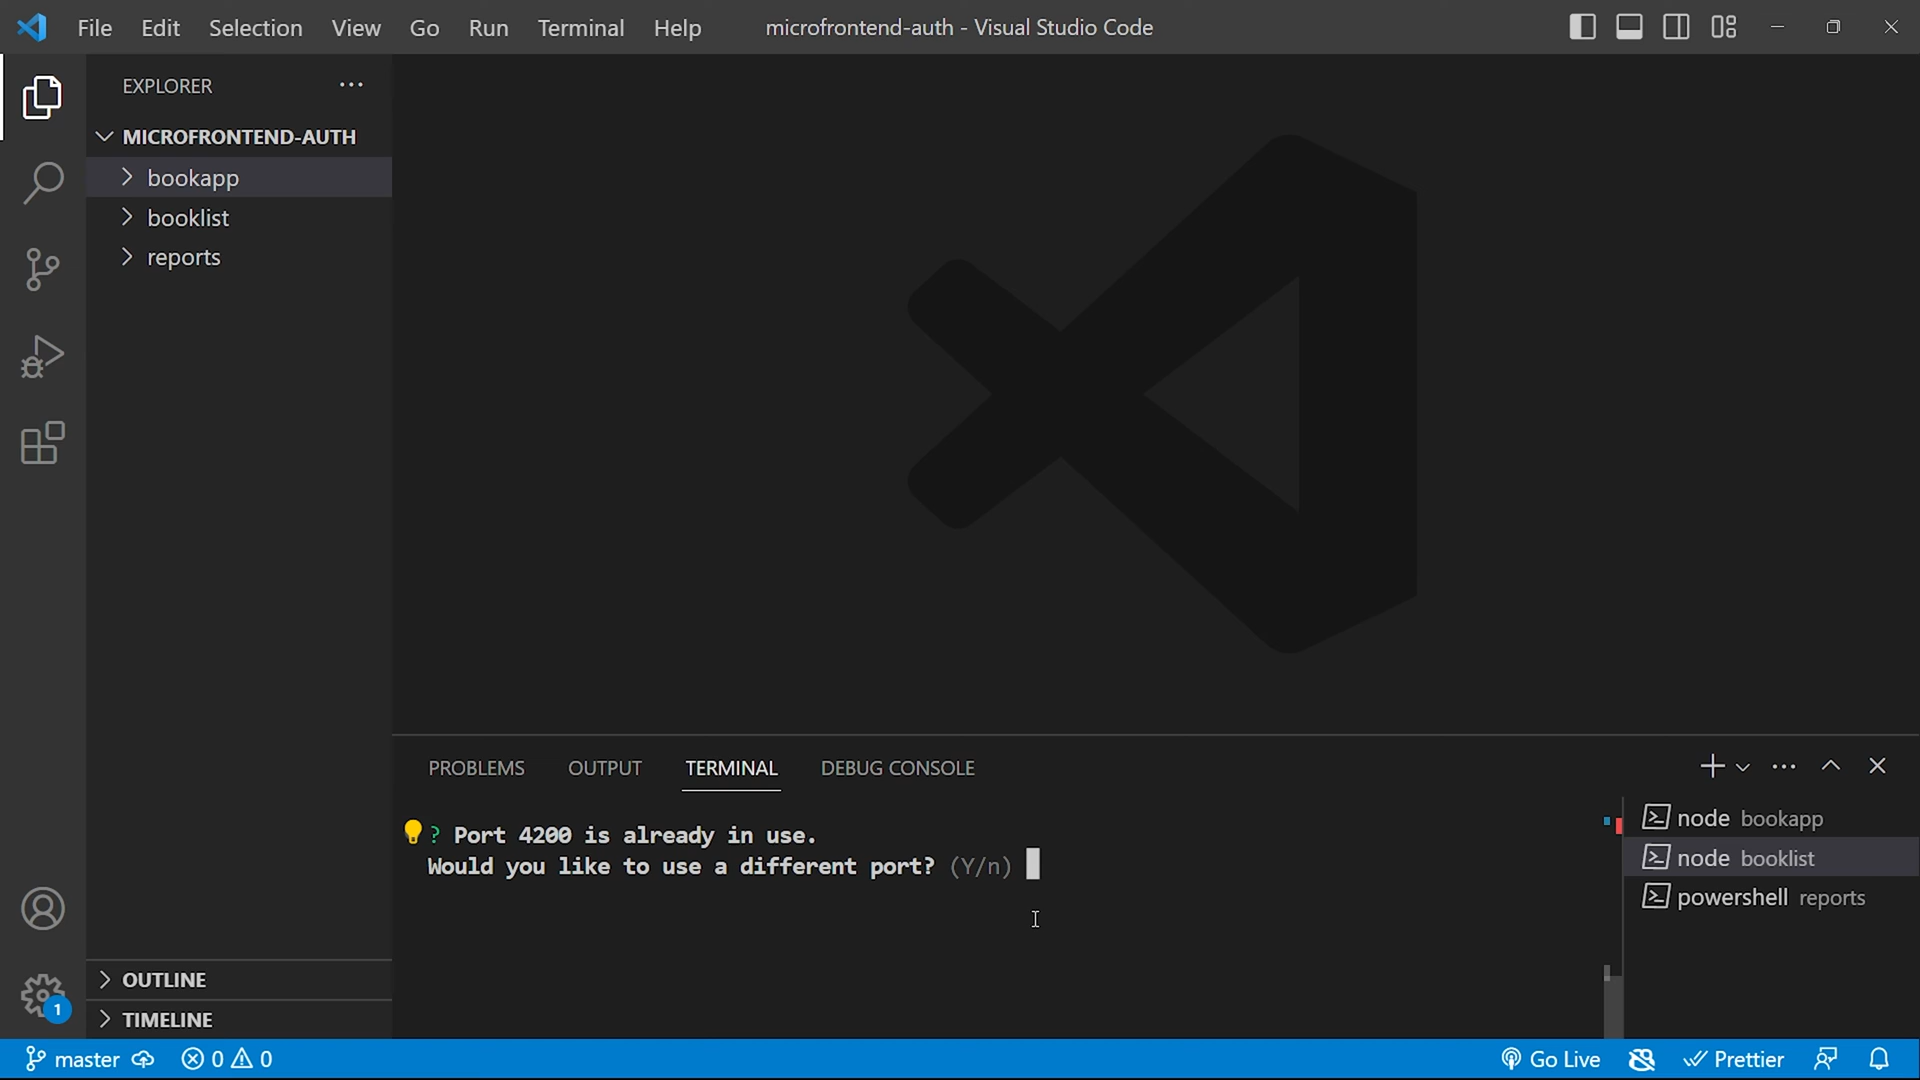 File Edit Selection View Go Run Terminal Help microfrontend-auth - Visual Studio Code
EXPLORER
MICROFRONTEND-AUTH
bookapp
booklist
reports
OUTLINE
TIMELINE
PROBLEMS OUTPUT TERMINAL DEBUG CONSOLE
? Port 4200 is already in use.
Would you like to use a different port? (Y/n)
node bookapp
node booklist
powershell reports
1
master 0 0 Go Live Prettier